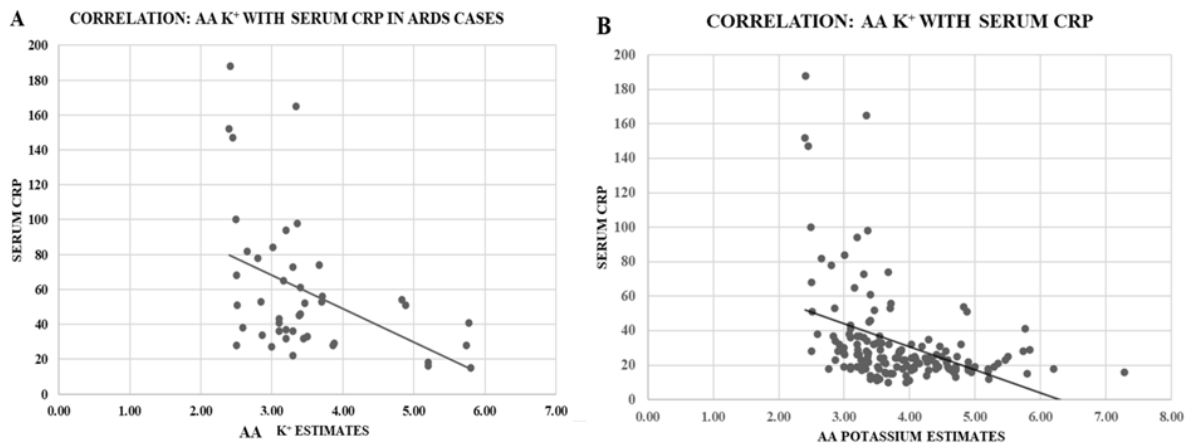 A
CORRELATION: AA K⁺ WITH SERUM CRP IN ARDS CASES
200
180
160
140
120
100
80
60
40
20
0
SERUM CRP
0.00 1.00 2.00 3.00 4.00 5.00 6.00 7.00
AA K⁺ ESTIMATES
B
CORRELATION: AA K⁺ WITH SERUM CRP
200
180
160
140
120
100
80
60
40
20
0
SERUM CRP
0.00 1.00 2.00 3.00 4.00 5.00 6.00 7.00 8.00
AA POTASSIUM ESTIMATES